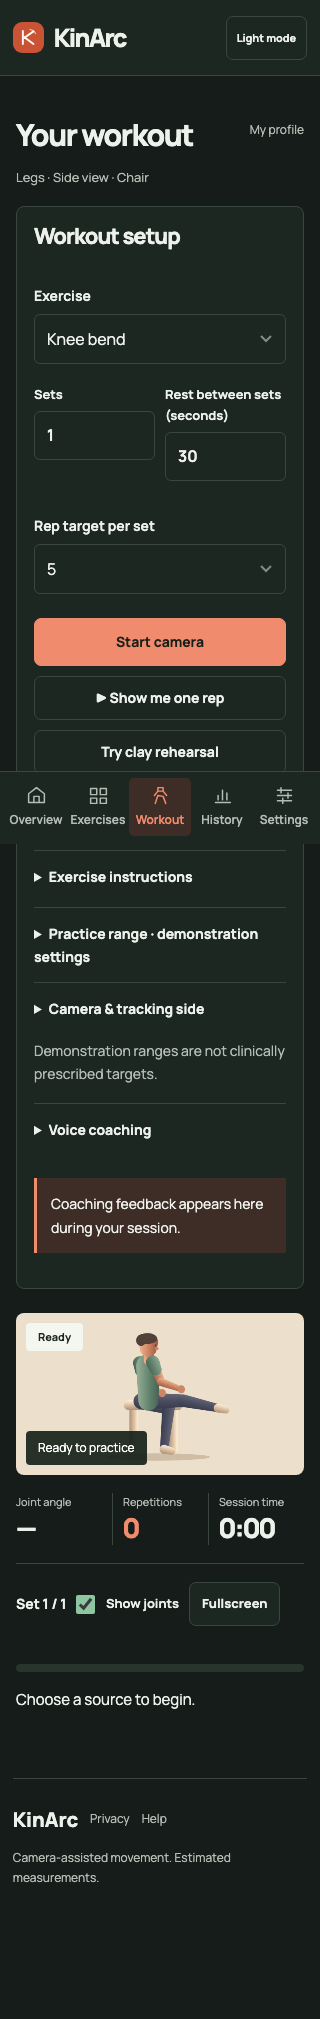 KinArc
Light mode
Your workout
My profile
Legs · Side view · Chair
Workout setup
Exercise
Knee bend
Sets
Rest between sets
(seconds)
1
30
Rep target per set
5
Start camera
Show me one rep
Try clay rehearsal
Overview
Exercises
Workout
History
Settings
Exercise instructions
Practice range · demonstration
settings
Camera & tracking side
Demonstration ranges are not clinically
prescribed targets.
Voice coaching
Coaching feedback appears here
during your session.
Ready
Ready to practice
Joint angle
Repetitions
Session time
—
0
0:00
Set 1 / 1
Show joints
Fullscreen
Choose a source to begin.
KinArc
Privacy
Help
Camera-assisted movement. Estimated
measurements.